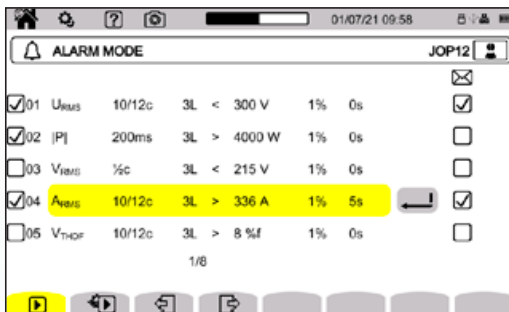 01/07/21 09:58
ALARM MODE JOP12
01 URMS 10/12c 3L < 300 V 1% 0s
02 |P| 200ms 3L > 4000 W 1% 0s
03 VRMS ½c 3L < 215 V 1% 0s
04 ARMS 10/12c 3L > 336 A 1% 5s
05 VTHDF 10/12c 3L > 8 %f 1% 0s
1/8